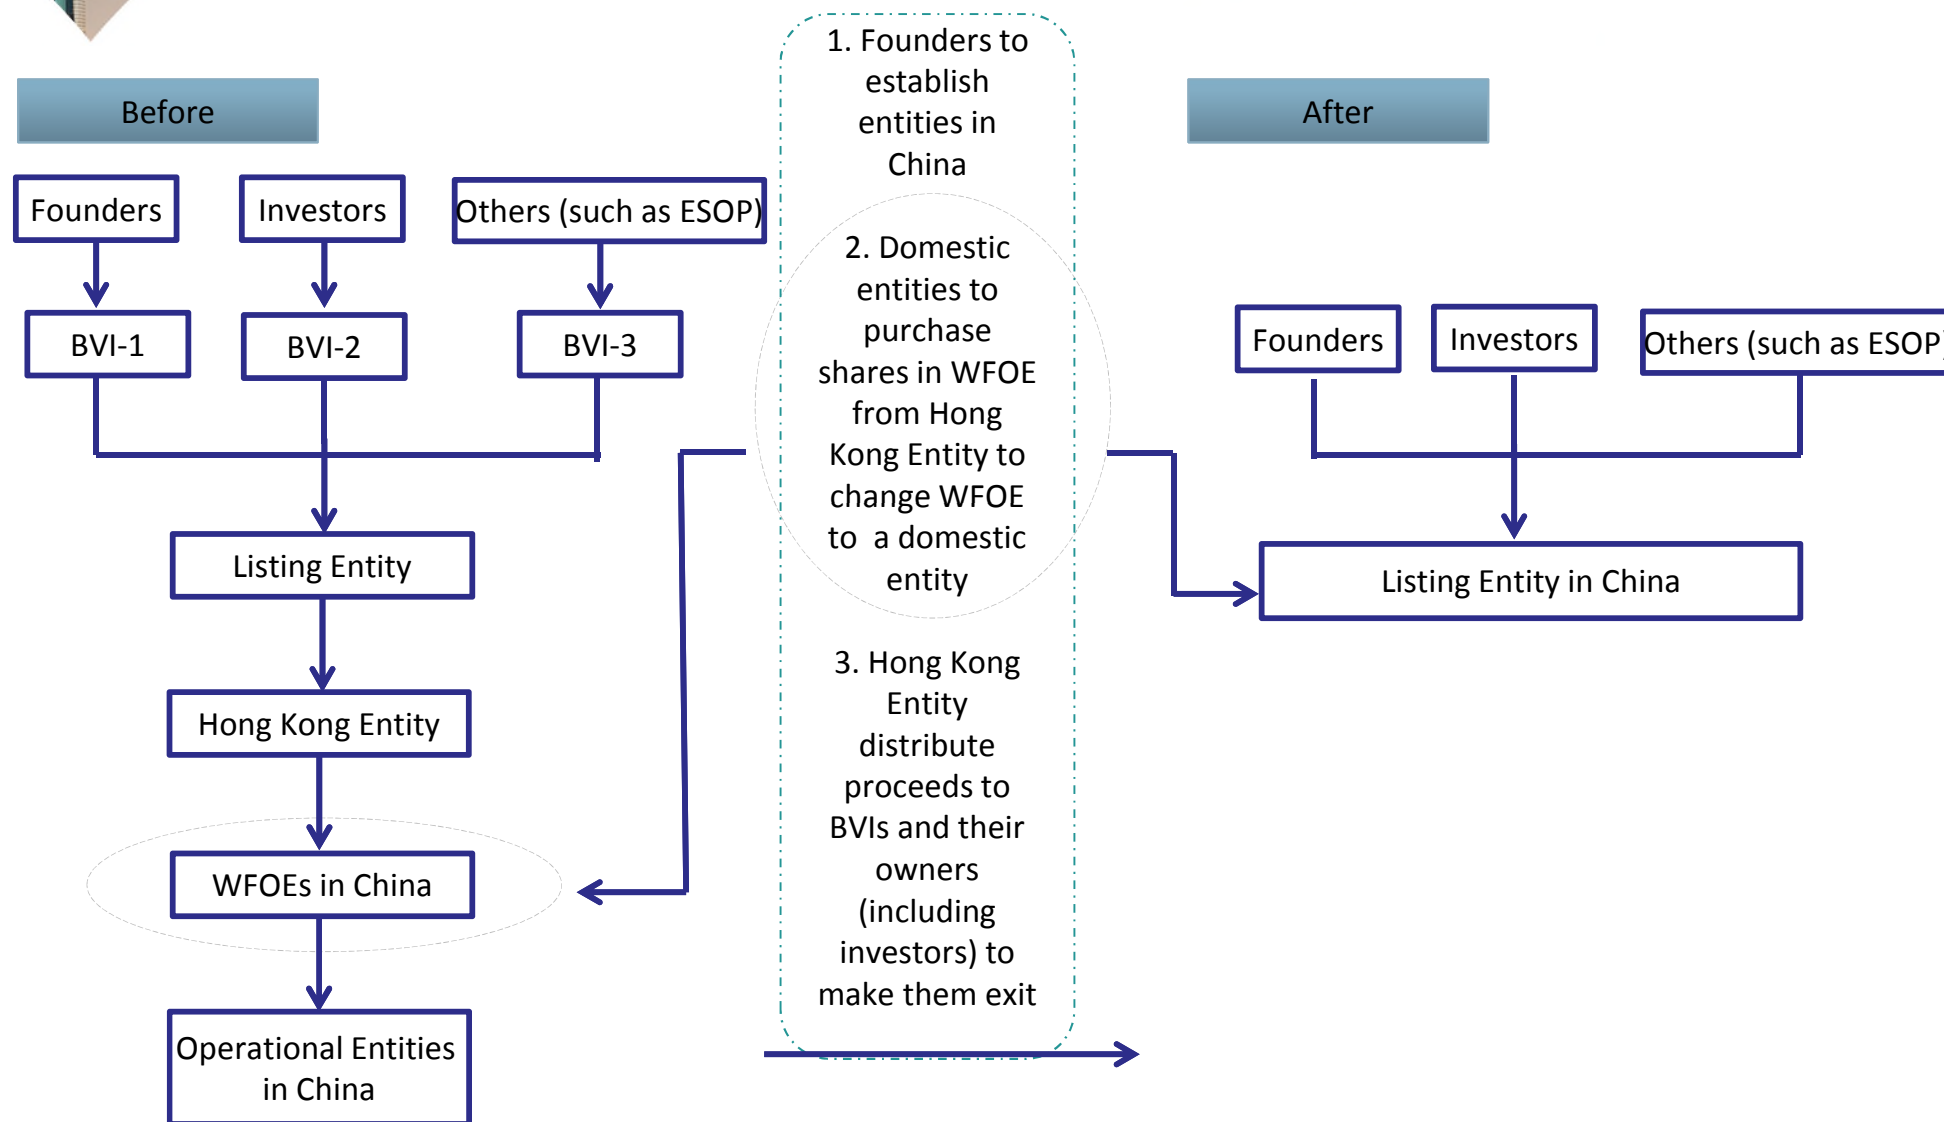 Before
Founders
Investors
Others (such as ESOP)
BVI-1
BVI-2
BVI-3
Listing Entity
Hong Kong Entity
WFOEs in China
Operational Entities
in China
1. Founders to
establish
entities in
China
2. Domestic
entities to
purchase
shares in WFOE
from Hong
Kong Entity to
change WFOE
to a domestic
entity
3. Hong Kong
Entity
distribute
proceeds to
BVIs and their
owners
(including
investors) to
make them exit
After
Founders
Investors
Others (such as ESOP)
Listing Entity in China